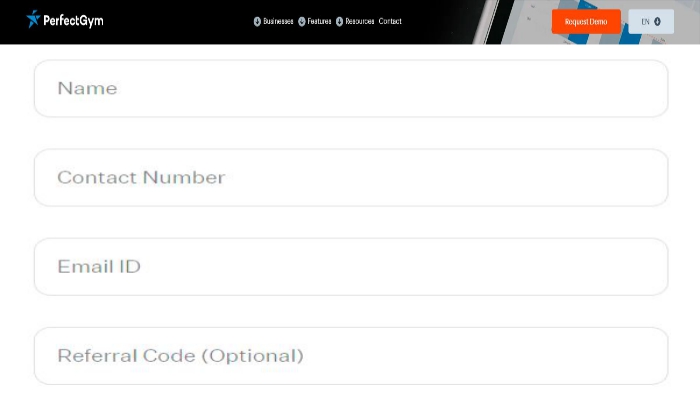 PerfectGym
Businesses Features Resources Contact
Request Demo
EN
Name
Contact Number
Email ID
Referral Code (Optional)